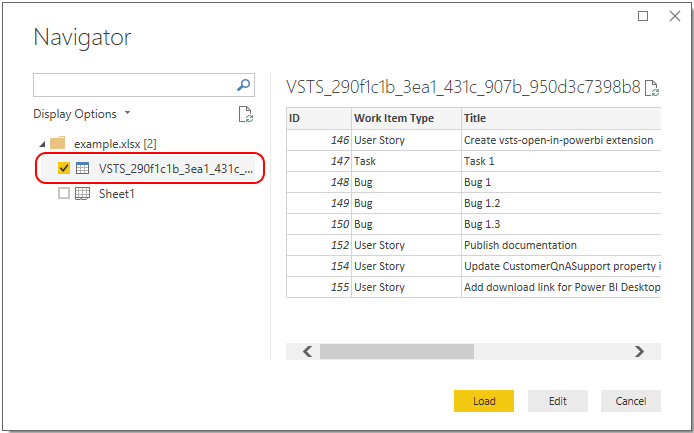 Navigator
Display Options
example.xlsx [2]
VSTS_290f1c1b_3ea1_431c_...
Sheet1
VSTS_290f1c1b_3ea1_431c_907b_950d3c7398b8
ID Work Item Type Title
146 User Story Create vsts-open-in-powerbi extension
147 Task Task 1
148 Bug Bug 1
149 Bug Bug 1.2
150 Bug Bug 1.3
152 User Story Publish documentation
154 User Story Update CustomerQnASupport property i
155 User Story Add download link for Power BI Desktop
Load Edit Cancel